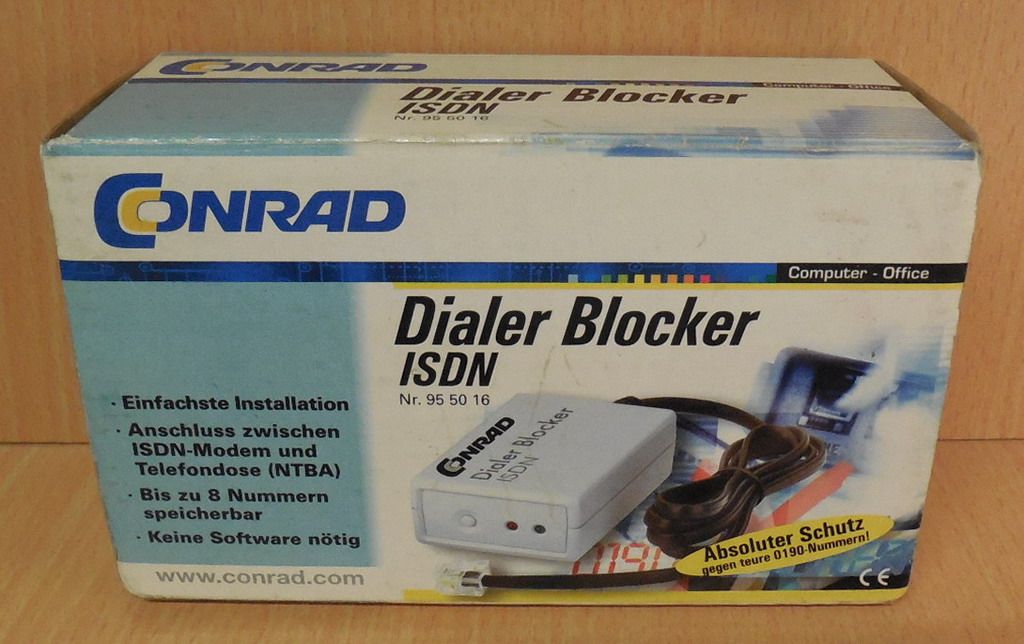 CONRAD
Dialer Blocker
ISDN
Nr. 95 50 16
Computer - Office
CONRAD
Computer - Office
Dialer Blocker
ISDN
Nr. 95 50 16
· Einfachste Installation
· Anschluss zwischen
ISDN-Modem und
Telefondose (NTBA)
· Bis zu 8 Nummern
speicherbar
· Keine Software nötig
www.conrad.com
CONRAD
Dialer Blocker
ISDN
0190
Absoluter Schutz
gegen teure 0190-Nummern!
CE